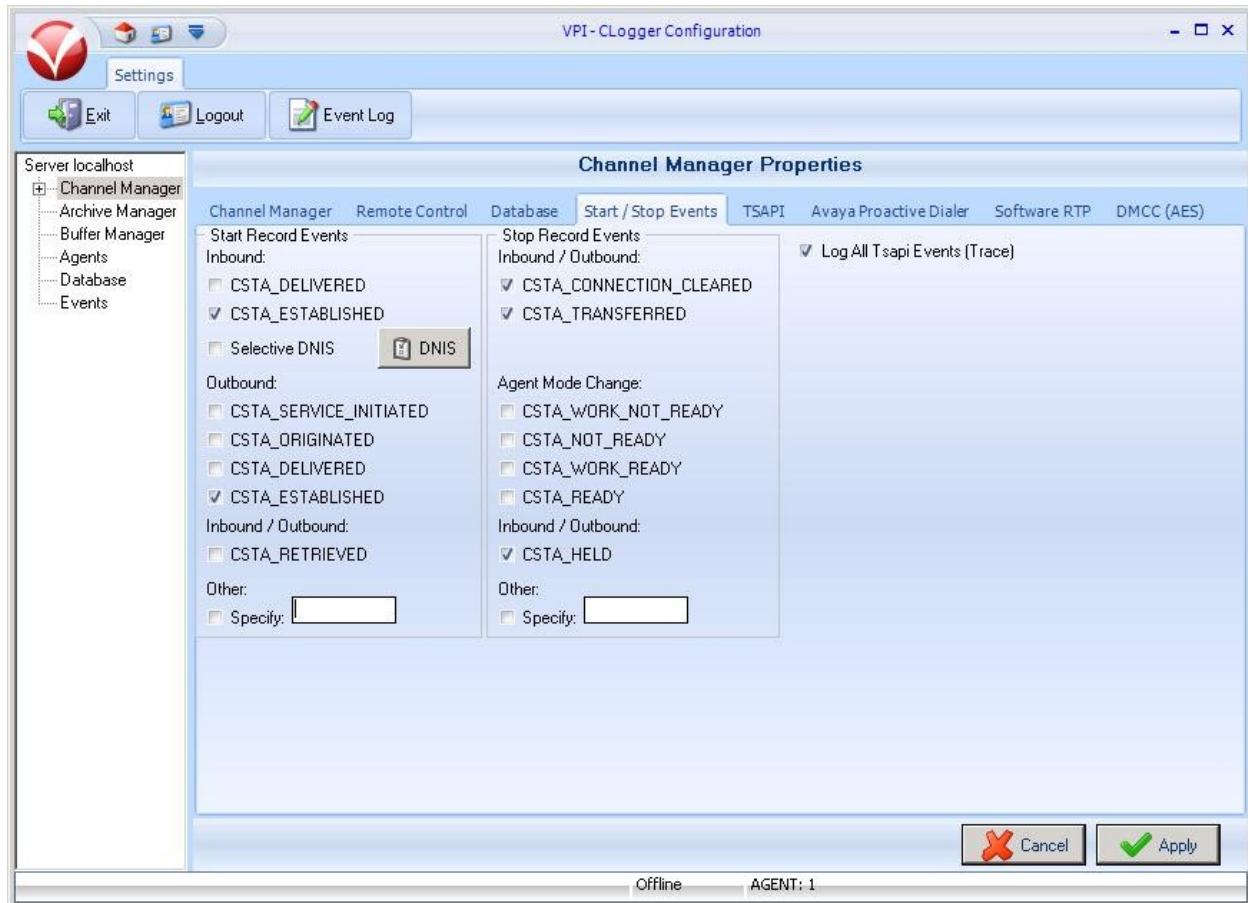 VPI - CLogger Configuration
Settings
Exit
Logout
Event Log
Server localhost
Channel Manager
Archive Manager
Buffer Manager
Agents
Database
Events
Channel Manager Properties
Channel Manager Remote Control Database Start / Stop Events TSAPI Avaya Proactive Dialer Software RTP DMCC (AES)
Start Record Events
Inbound:
CSTA_DELIVERED
CSTA_ESTABLISHED
Selective DNIS
DNIS
Outbound:
CSTA_SERVICE_INITIATED
CSTA_ORIGINATED
CSTA_DELIVERED
CSTA_ESTABLISHED
Inbound / Outbound:
CSTA_RETRIEVED
Other:
Specify:
Stop Record Events
Inbound / Outbound:
CSTA_CONNECTION_CLEARED
CSTA_TRANSFERRED
Agent Mode Change:
CSTA_WORK_NOT_READY
CSTA_NOT_READY
CSTA_WORK_READY
CSTA_READY
Inbound / Outbound:
CSTA_HELD
Other:
Specify:
Log All Tsapi Events (Trace)
Cancel
Apply
Offline AGENT: 1